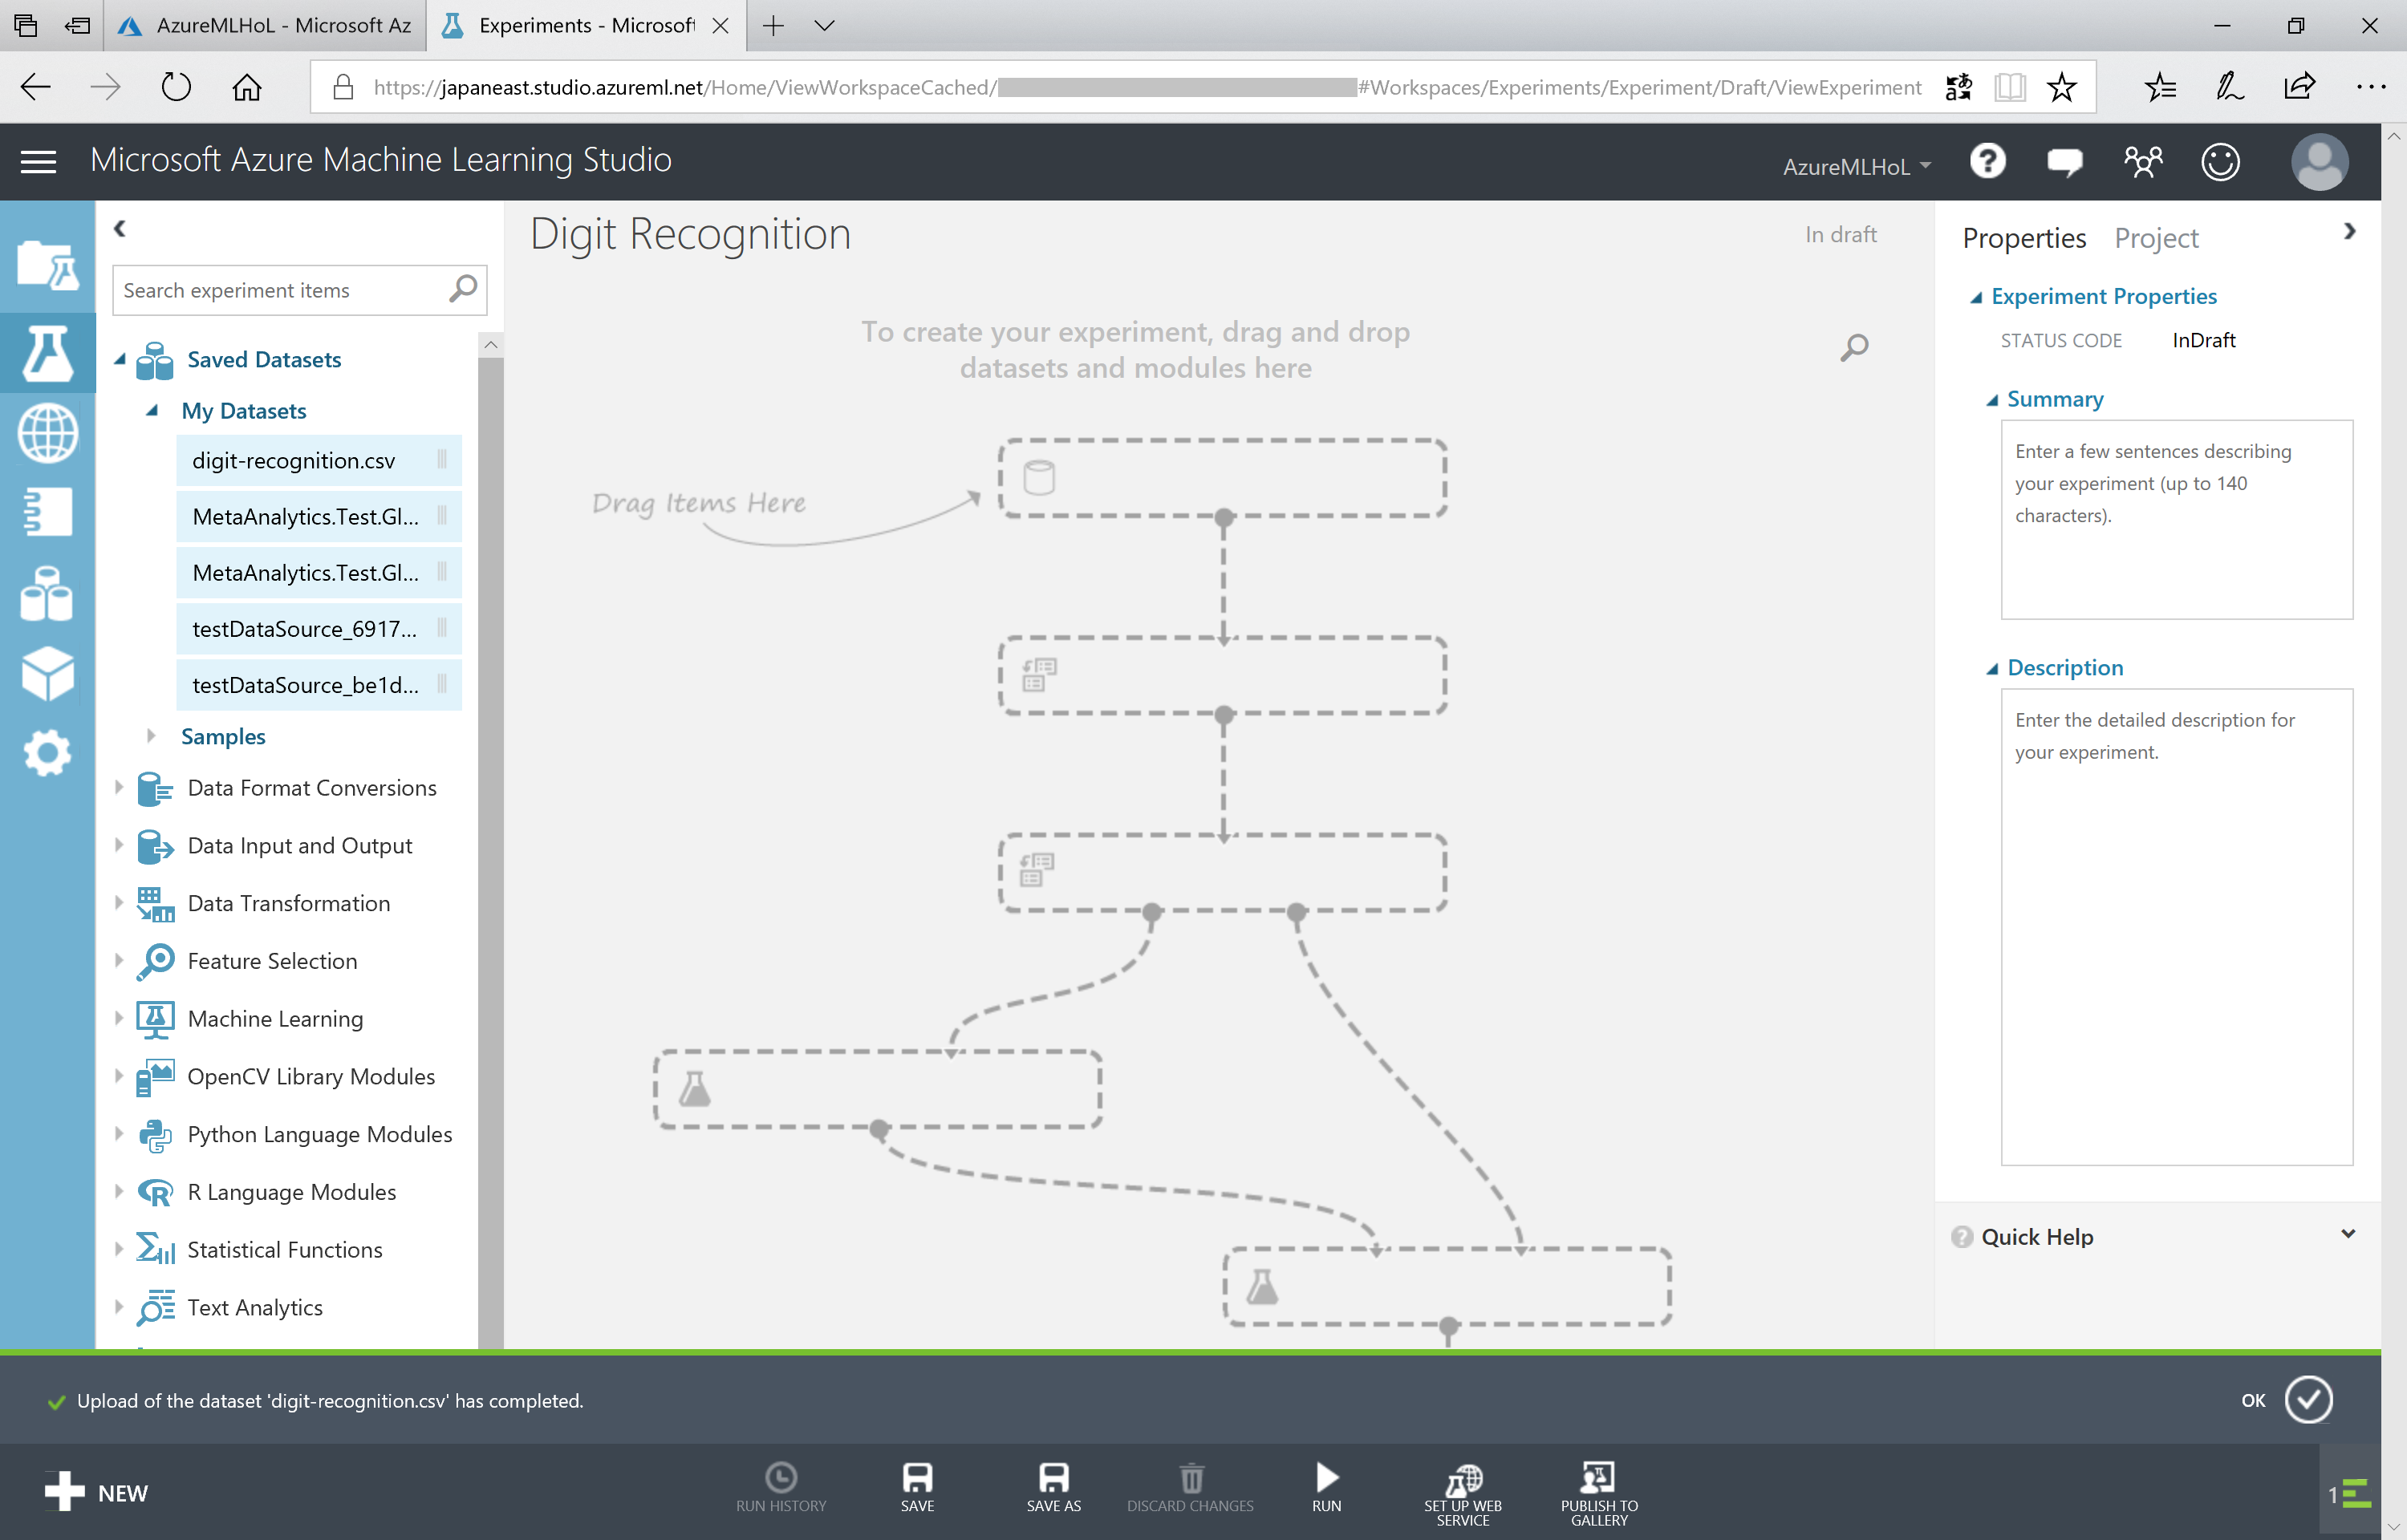 AzureMLHoL - Microsoft Az
Experiments - Microsoft
https://japaneast.studio.azureml.net/Home/ViewWorkspaceCached/
#Workspaces/Experiments/Experiment/Draft/ViewExperiment
Microsoft Azure Machine Learning Studio
AzureMLHoL
Search experiment items
Saved Datasets
My Datasets
digit-recognition.csv
MetaAnalytics.Test.Gl...
MetaAnalytics.Test.Gl...
testDataSource_6917...
testDataSource_be1d...
Samples
Data Format Conversions
Data Input and Output
Data Transformation
Feature Selection
Machine Learning
OpenCV Library Modules
Python Language Modules
R Language Modules
Statistical Functions
Text Analytics
Digit Recognition
In draft
To create your experiment, drag and drop
datasets and modules here
Drag Items Here
Properties Project
Experiment Properties
STATUS CODE InDraft
Summary
Enter a few sentences describing
your experiment (up to 140
characters).
Description
Enter the detailed description for
your experiment.
Quick Help
Upload of the dataset 'digit-recognition.csv' has completed.
OK
NEW
RUN HISTORY
SAVE
SAVE AS
DISCARD CHANGES
RUN
SET UP WEB
SERVICE
PUBLISH TO
GALLERY
1